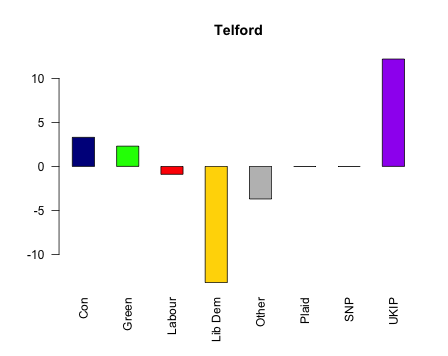 Telford
10
5
0
-5
-10
Con
Green
Labour
Lib Dem
Other
Plaid
SNP
UKIP